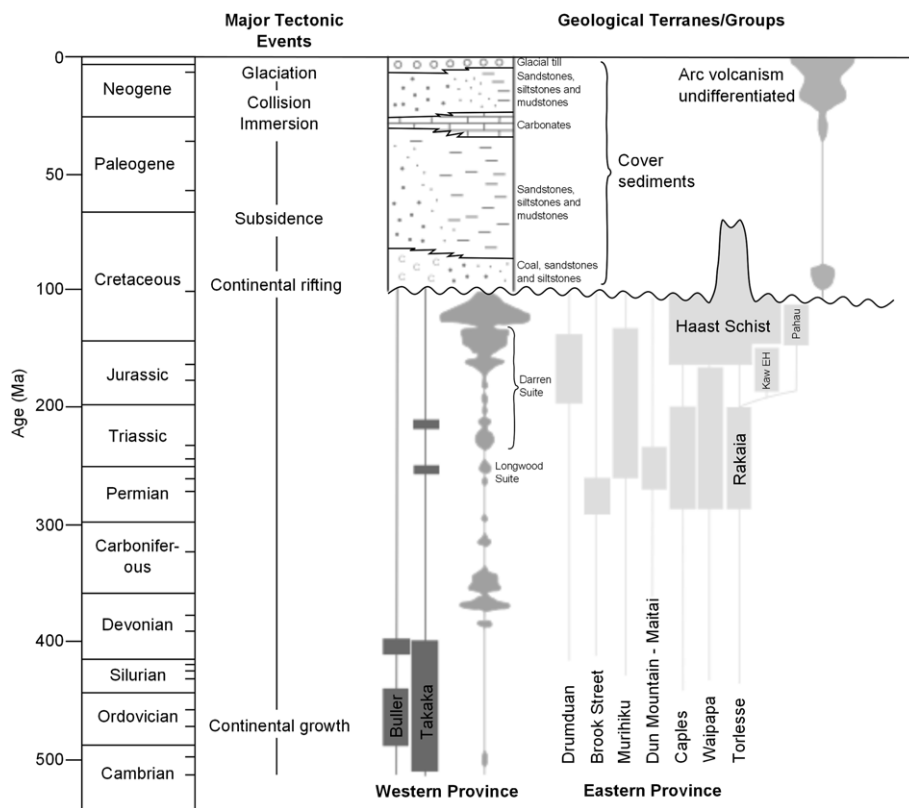 Major Tectonic
Events
Geological Terranes/Groups
Age (Ma)
0
50
100
200
300
400
500
Neogene
Paleogene
Cretaceous
Jurassic
Triassic
Permian
Carbonifer-
ous
Devonian
Silurian
Ordovician
Cambrian
Glaciation
Collision
Immersion
Subsidence
Continental rifting
Continental growth
Glacial till
Sandstones,
siltstones and
mudstones
Carbonates
Sandstones,
siltstones and
mudstones
Coal, sandstones
and siltstones
Cover
sediments
Arc volcanism
undifferentiated
C C
C
C C
Darren
Suite
Longwood
Suite
Buller
Takaka
Haast Schist
Kaw EH
Pahau
Rakaia
Drumduan
Brook Street
Murihiku
Dun Mountain - Maitai
Caples
Waipapa
Torlesse
Western Province
Eastern Province